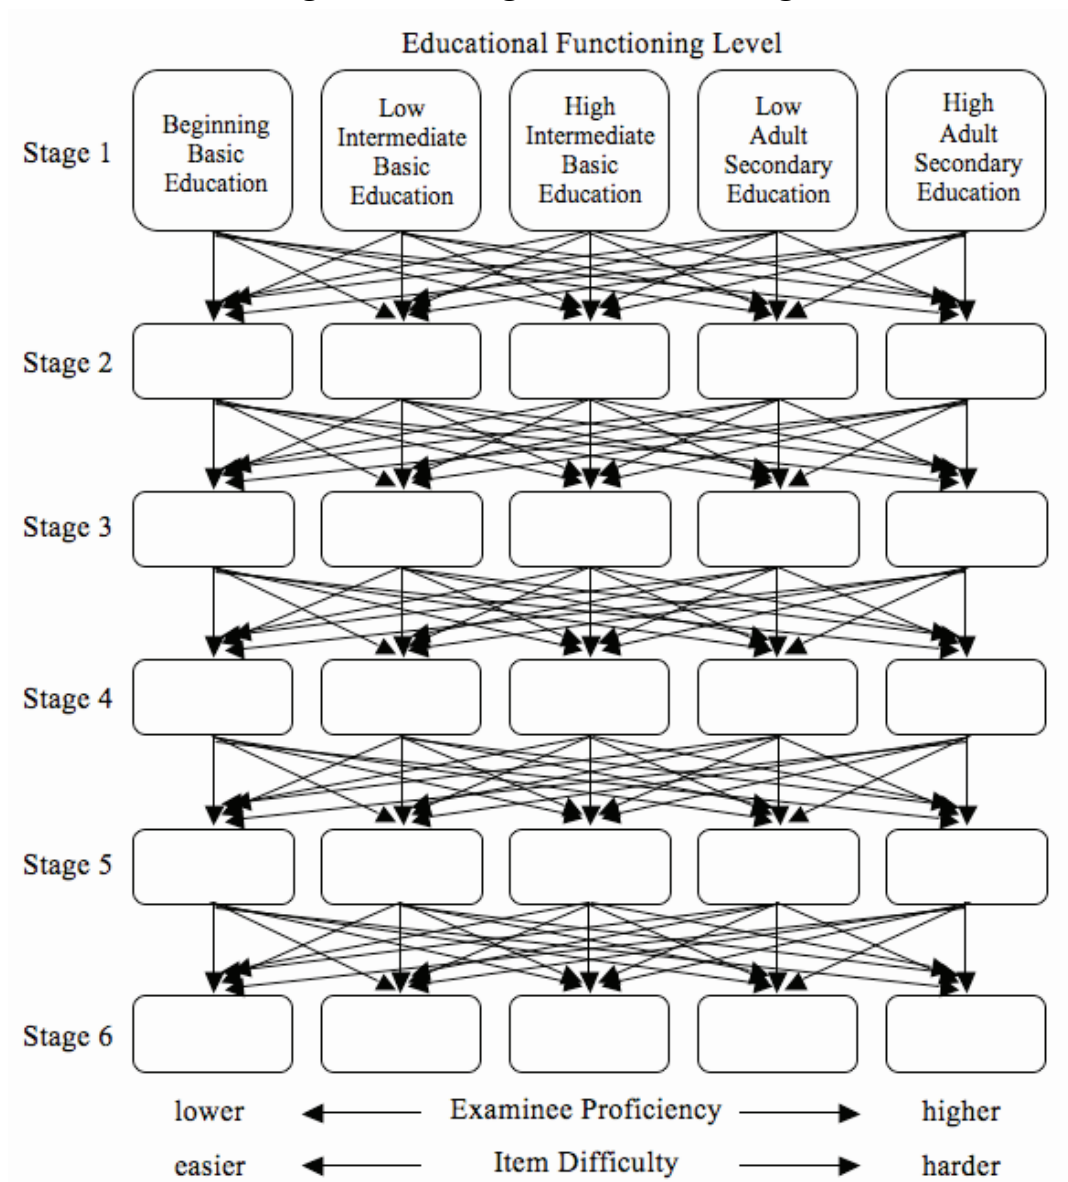 Educational Functioning Level
Stage 1
Beginning
Basic
Education
Low
Intermediate
Basic
Education
High
Intermediate
Basic
Education
Low
Adult
Secondary
Education
High
Adult
Secondary
Education
Stage 2
Stage 3
Stage 4
Stage 5
Stage 6
lower Examinee Proficiency higher
easier Item Difficulty harder